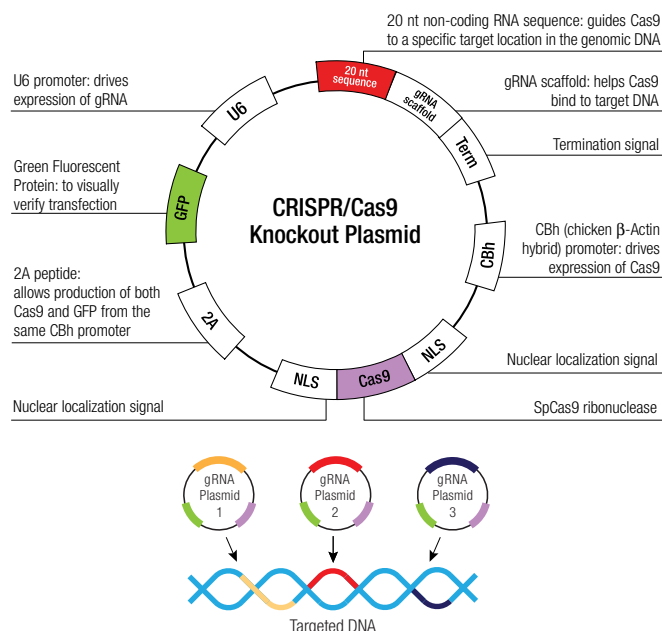 20 nt non-coding RNA sequence: guides Cas9
to a specific target location in the genomic DNA
U6 promoter: drives
expression of gRNA
20 nt
sequence
gRNA
scaffold
gRNA scaffold: helps Cas9
bind to target DNA
U6
Term
Termination signal
Green Fluorescent
Protein: to visually
verify transfection
GFP
CRISPR/Cas9
Knockout Plasmid
CBh
CBh (chicken β-Actin
hybrid) promoter: drives
expression of Cas9
2A peptide:
allows production of both
Cas9 and GFP from the
same CBh promoter
2A
NLS
Cas9
NLS
Nuclear localization signal
Nuclear localization signal
SpCas9 ribonuclease
gRNA
Plasmid
1
gRNA
Plasmid
2
gRNA
Plasmid
3
Targeted DNA